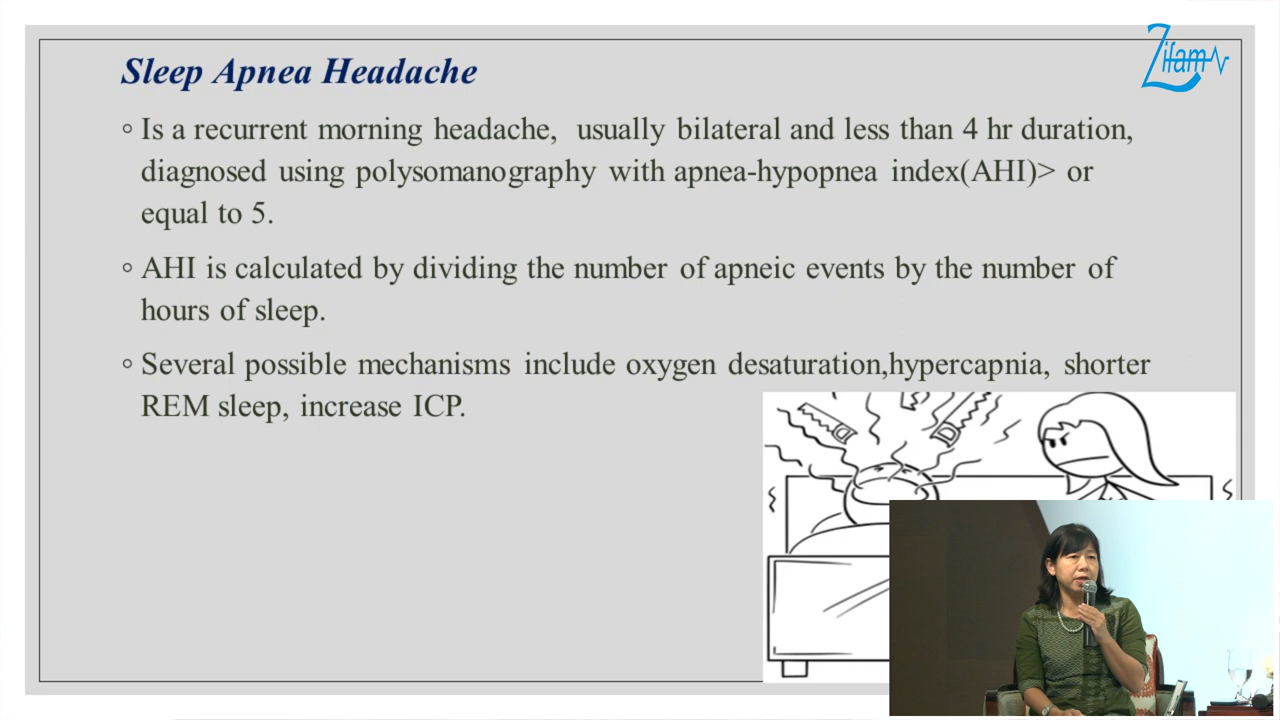 Sleep Apnea Headache
Zifam
Is a recurrent morning headache, usually bilateral and less than 4 hr duration,
diagnosed using polysomanography with apnea-hypopnea index(AHI)> or
equal to 5.
AHI is calculated by dividing the number of apneic events by the number of
hours of sleep.
Several possible mechanisms include oxygen desaturation,hypercapnia, shorter
REM sleep, increase ICP.